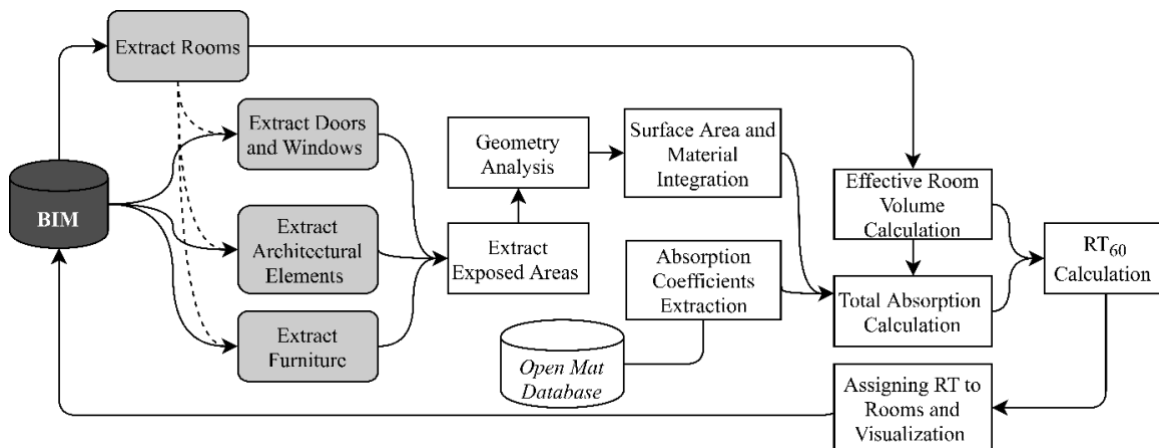 Extract Rooms
Extract Doors
and Windows
Geometry
Analysis
Surface Area and
Material
Integration
BIM
Effective Room
Volume
Calculation
Extract
Architectural
Elements
Extract
Exposed Areas
Absorption
Coefficients
Extraction
RT60
Calculation
Total Absorption
Calculation
Extract
Furniture
Open Mat
Database
Assigning RT to
Rooms and
Visualization